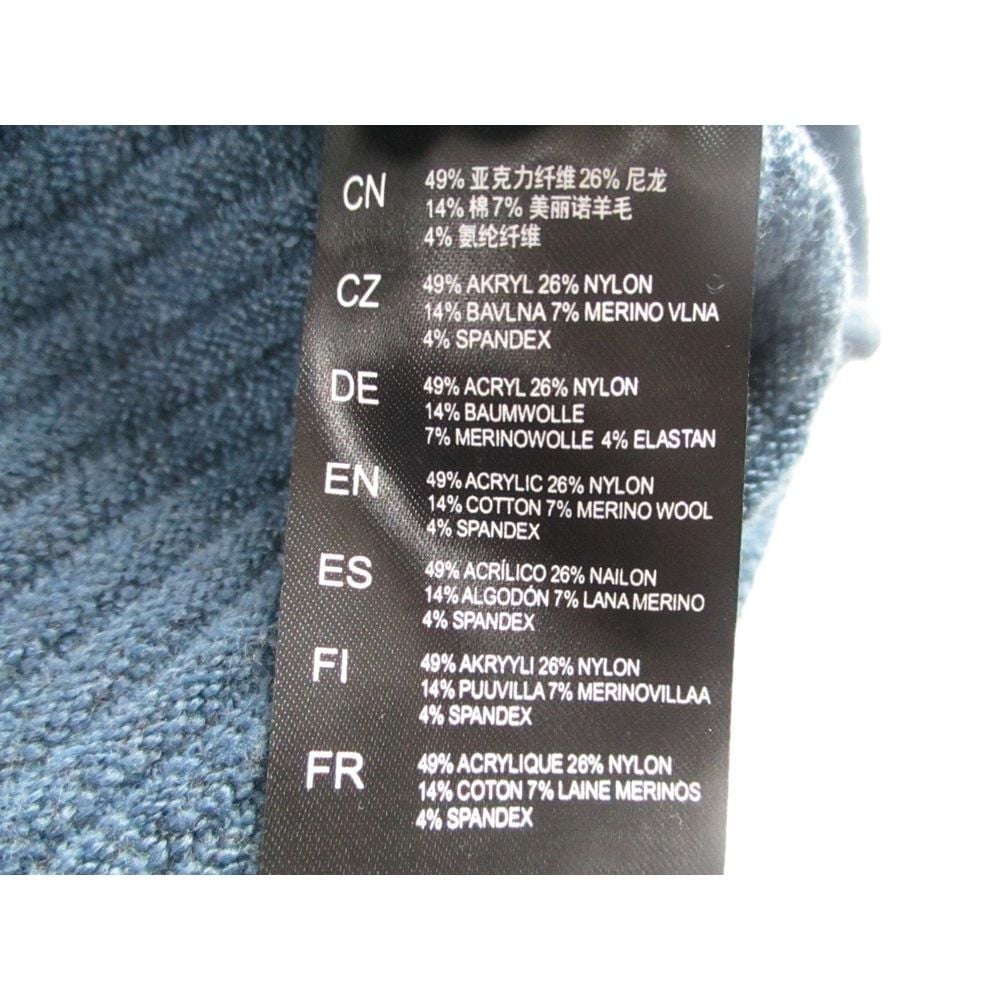 CN
49% 亚克力纤维26% 尼龙
14% 棉7% 美丽诺羊毛
4% 氨纶纤维
CZ
49% AKRYL 26% NYLON
14% BAVLNA 7% MERINO VLNA
4% SPANDEX
DE
49% ACRYL 26% NYLON
14% BAUMWOLLE
7% MERINOWOLLE 4% ELASTAN
EN
49% ACRYLIC 26% NYLON
14% COTTON 7% MERINO WOOL
4% SPANDEX
ES
49% ACRÍLICO 26% NAILON
14% ALGODÓN 7% LANA MERINO
4% SPANDEX
FI
49% AKRYYLI 26% NYLON
14% PUUVILLA 7% MERINOVILLAA
4% SPANDEX
FR
49% ACRYLIQUE 26% NYLON
14% COTON 7% LAINE MERINOS
4% SPANDEX